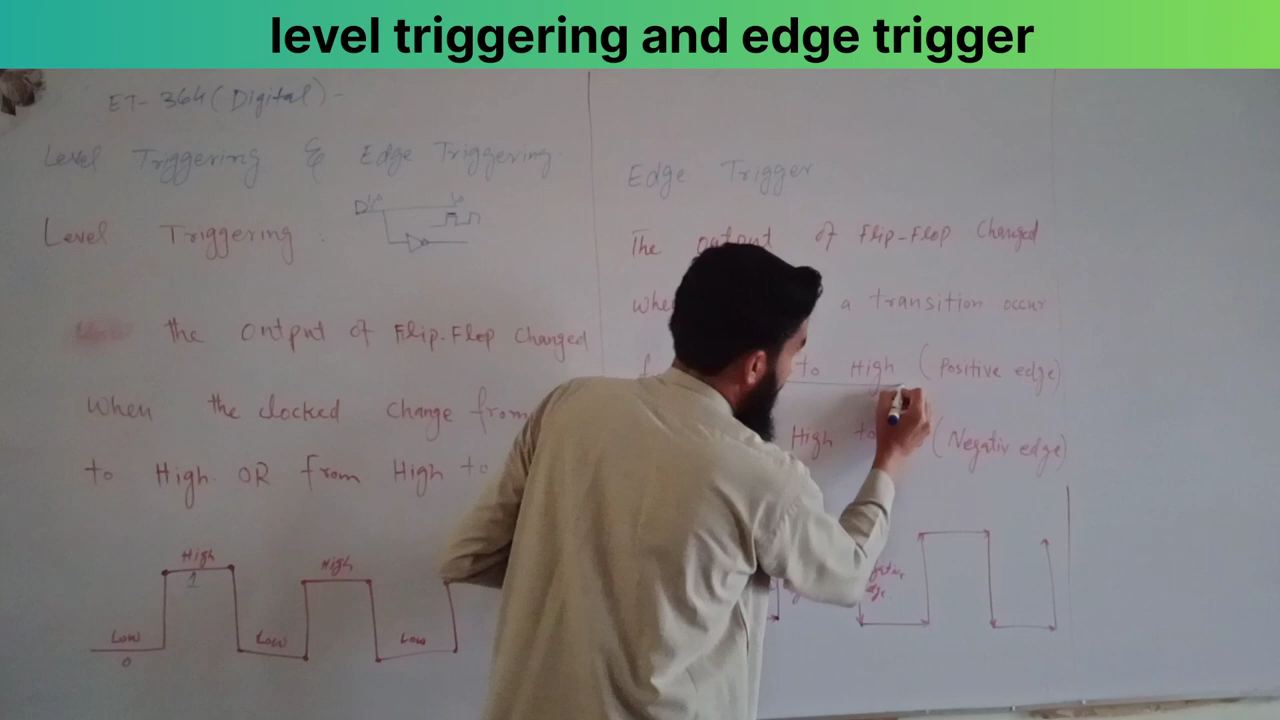 level triggering and edge trigger
ET-364 (Digital) -
Level Triggering & Edge Triggering
Level Triggering :
D
the output of Flip-Flop Changed
When the clocked Change from
to High OR from High to
High
1
High
Low
0
Low
Low
Edge Trigger
The output of Flip-Flop Changed
a transition occur
to High (Positive edge)
High to (Negativ edge)